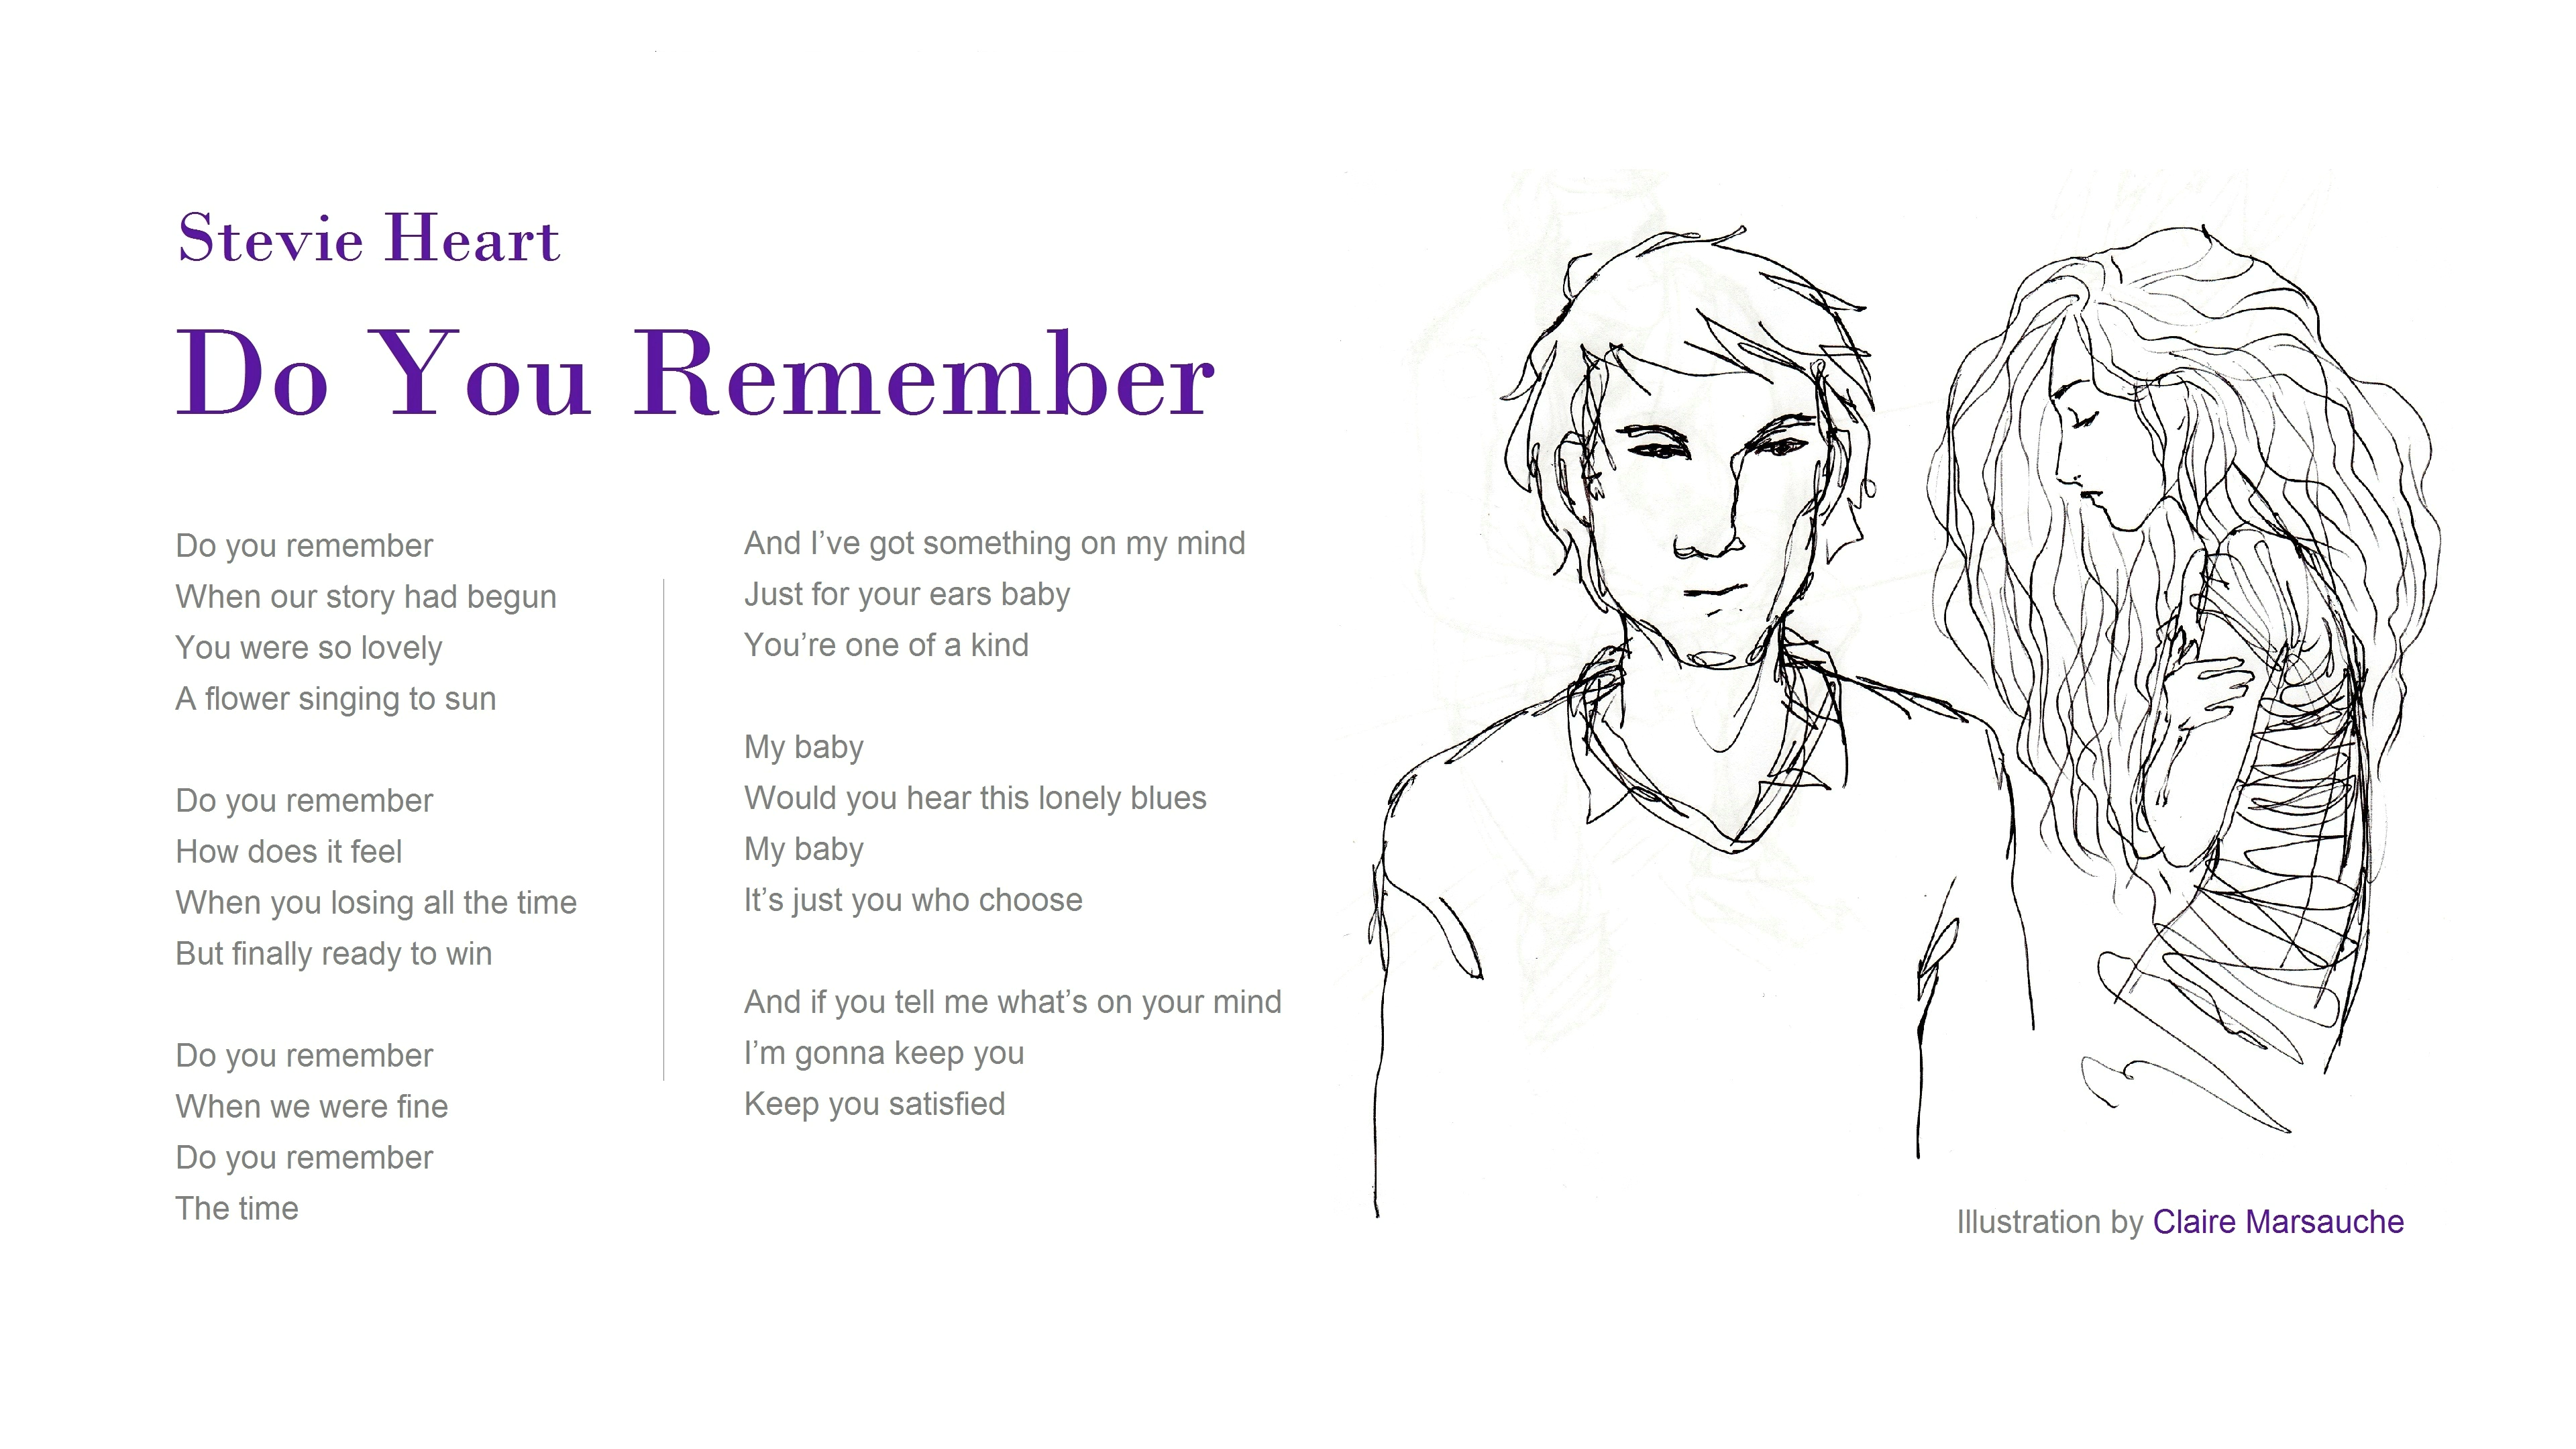 Stevie Heart
Do You Remember
Do you remember
When our story had begun
You were so lovely
A flower singing to sun
Do you remember
How does it feel
When you losing all the time
But finally ready to win
Do you remember
When we were fine
Do you remember
The time
And I’ve got something on my mind
Just for your ears baby
You’re one of a kind
My baby
Would you hear this lonely blues
My baby
It’s just you who choose
And if you tell me what’s on your mind
I’m gonna keep you
Keep you satisfied
Illustration by Claire Marsauche